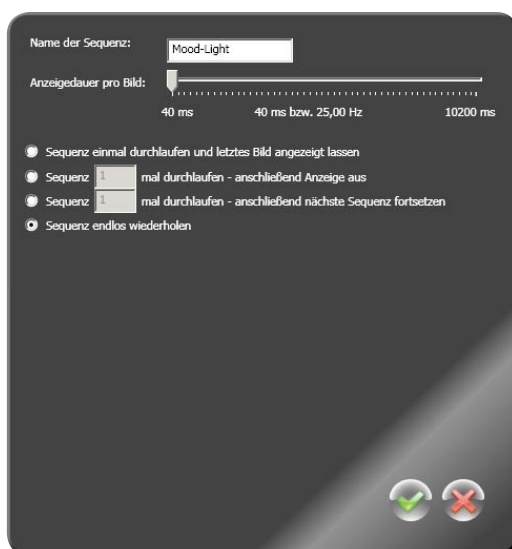 Name der Sequenz: Mood-Light
Anzeigedauer pro Bild:
40 ms 40 ms bzw. 25,00 Hz 10200 ms
Sequenz einmal durchlaufen und letztes Bild angezeigt lassen
Sequenz 1 mal durchlaufen - anschließend Anzeige aus
Sequenz 1 mal durchlaufen - anschließend nächste Sequenz fortsetzen
Sequenz endlos wiederholen